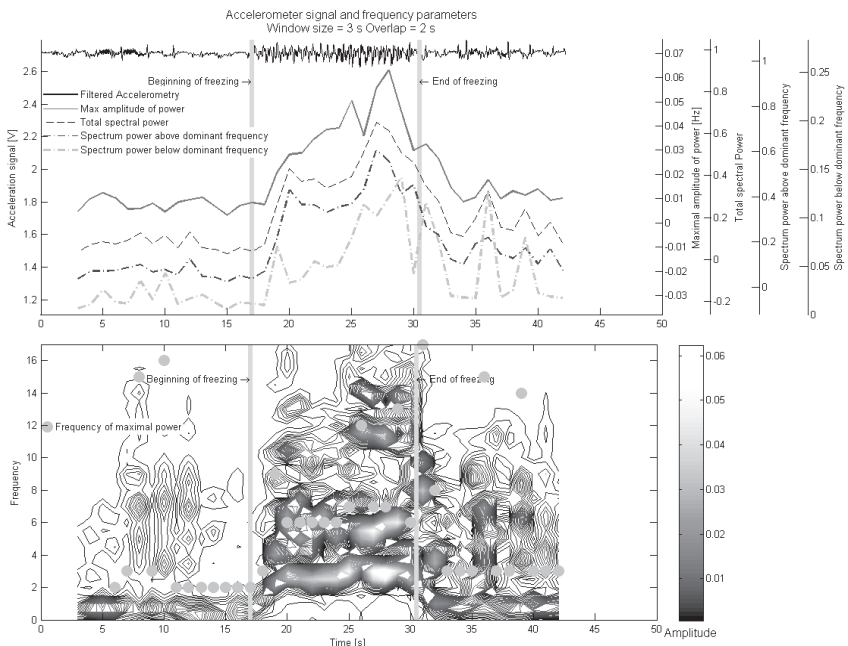 Accelerometer signal and frequency parameters
Window size = 3 s Overlap = 2 s
Beginning of freezing
End of freezing
Filtered Accelerometry
Max amplitude of power
Total spectral power
Spectrum power above dominant frequency
Spectrum power below dominant frequency
Acceleration signal [V]
2.6
2.4
2.2
2
1.8
1.6
1.4
1.2
0 5 10 15 20 25 30 35 40 45 50
0.07
0.06
0.05
0.04
0.03
0.02
0.01
0
-0.01
-0.02
-0.03
Maximal amplitude of power [Hz]
1
0.8
0.6
0.4
0.2
0
-0.2
Total spectral Power
1
0.8
0.6
0.4
0.2
0
Spectrum power above dominant frequency
0.25
0.2
0.15
0.1
0.05
0
Spectrum power below dominant frequency
Beginning of freezing
End of freezing
Frequency of maximal power
Frequency
16
14
12
10
8
6
4
2
0
0 5 10 15 20 25 30 35 40 45 50
Time [s]
0.06
0.05
0.04
0.03
0.02
0.01
Amplitude